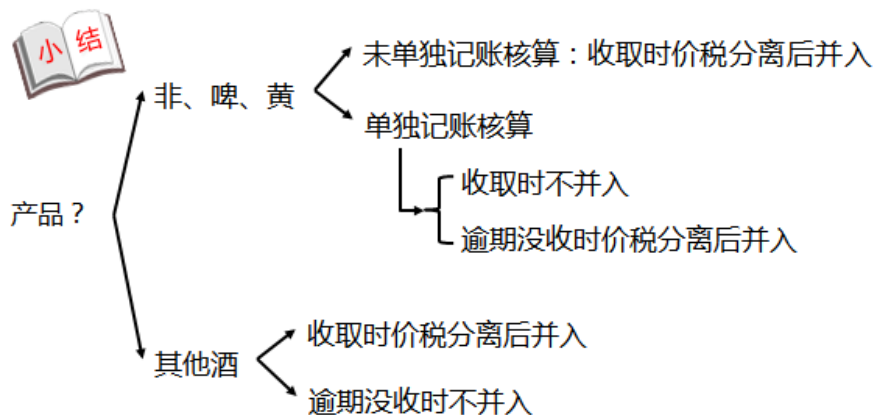 小结
未单独记账核算：收取时价税分离后并入
非、啤、黄
单独记账核算
收取时不并入
产品？
逾期没收时价税分离后并入
收取时价税分离后并入
其他酒
逾期没收时不并入